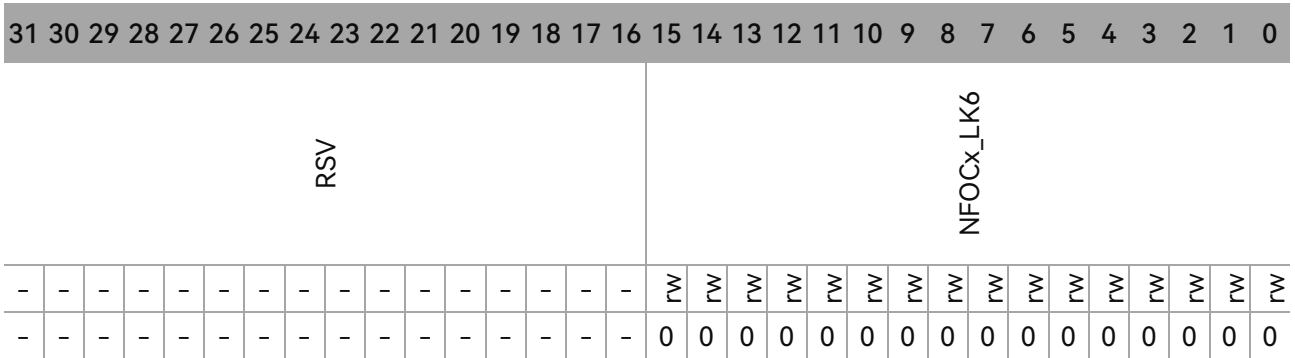 31 30 29 28 27 26 25 24 23 22 21 20 19 18 17 16 15 14 13 12 11 10 9 8 7 6 5 4 3 2 1 0
RSV NFOCx_LK6
- - - - - - - - - - - - - - - - rw rw rw rw rw rw rw rw rw rw rw rw rw rw rw rw
- - - - - - - - - - - - - - - - 0 0 0 0 0 0 0 0 0 0 0 0 0 0 0 0